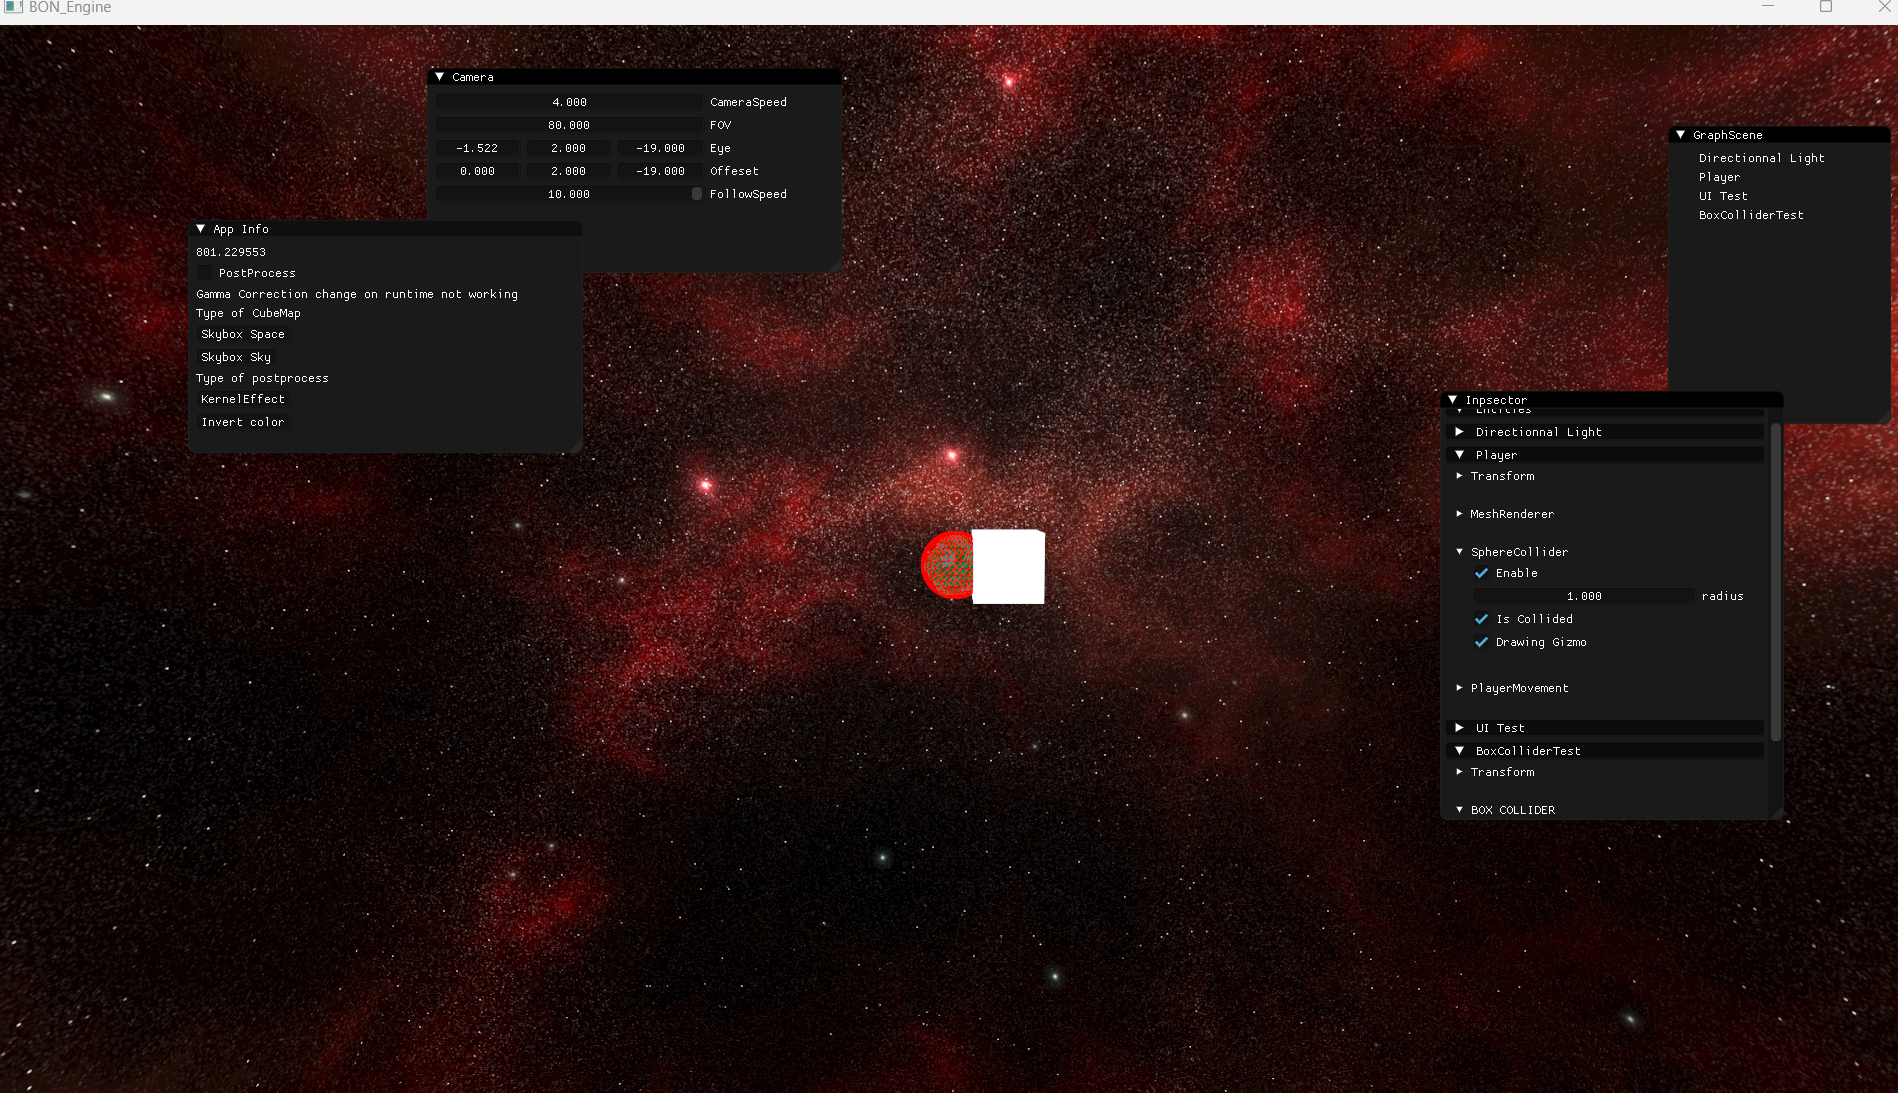 BON_Engine
Camera
4.000 CameraSpeed
80.000 FOV
-1.522 2.000 -19.000 Eye
0.000 2.000 -19.000 Offeset
10.000 FollowSpeed
App Info
801.229553
PostProcess
Gamma Correction change on runtime not working
Type of CubeMap
Skybox Space
Skybox Sky
Type of postprocess
KernelEffect
Invert color
GraphScene
Directionnal Light
Player
UI Test
BoxColliderTest
Inpsector
Entities
Directionnal Light
Player
Transform
MeshRenderer
SphereCollider
Enable
1.000 radius
Is Collided
Drawing Gizmo
PlayerMovement
UI Test
BoxColliderTest
Transform
BOX COLLIDER